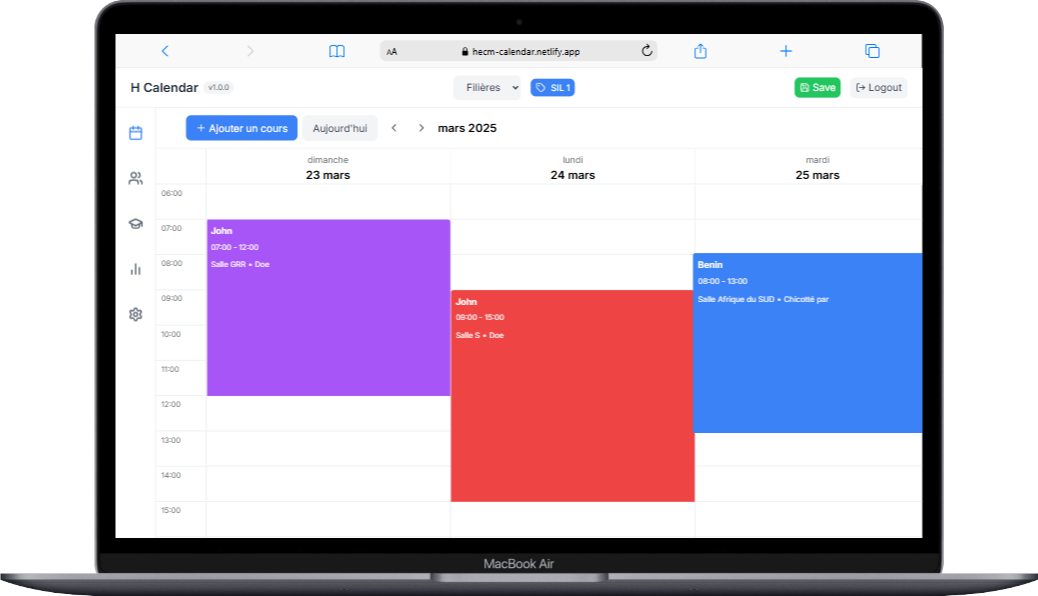 AA hecm-calendar.netlify.app
H Calendar v1.0.0 Filières SIL 1 Save Logout
+ Ajouter un cours Aujourd'hui mars 2025
dimanche lundi mardi
23 mars 24 mars 25 mars
06:00
07:00
08:00
09:00
10:00
11:00
12:00
13:00
14:00
15:00
John
07:00 - 12:00
Salle GRR • Doe
John
09:00 - 15:00
Salle S • Doe
Benin
08:00 - 13:00
Salle Afrique du SUD • Chicotté par
MacBook Air